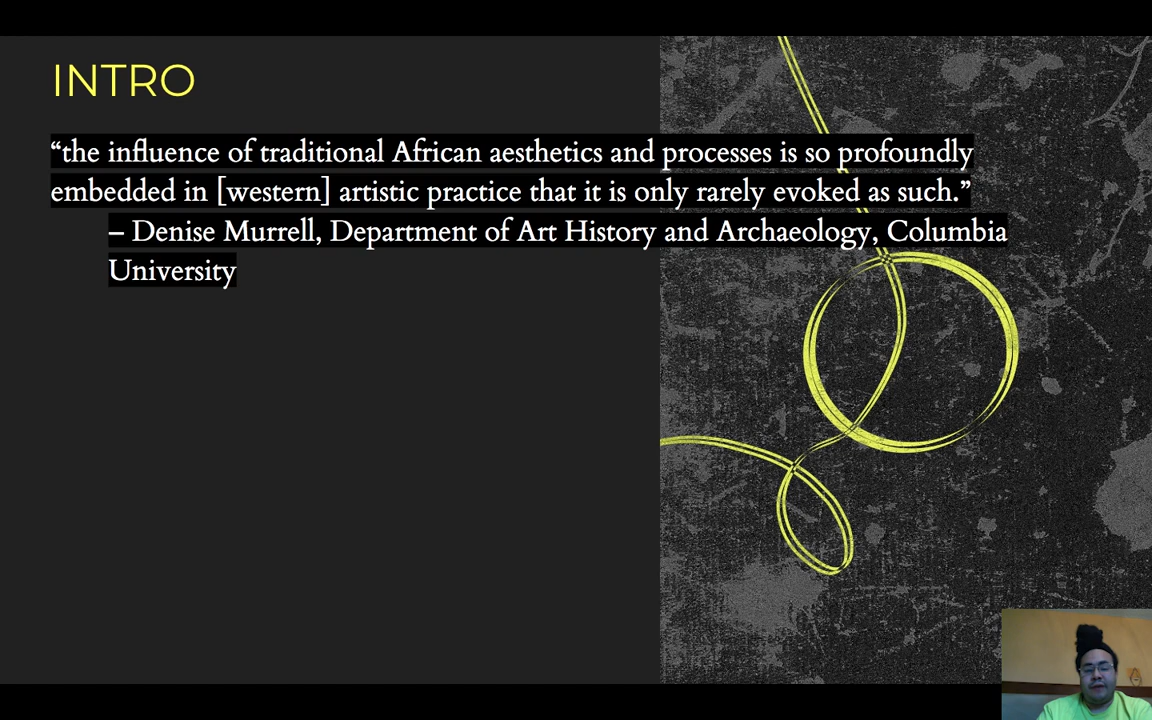 INTRO
“the influence of traditional African aesthetics and processes is so profoundly
embedded in [western] artistic practice that it is only rarely evoked as such.”
– Denise Murrell, Department of Art History and Archaeology, Columbia
University